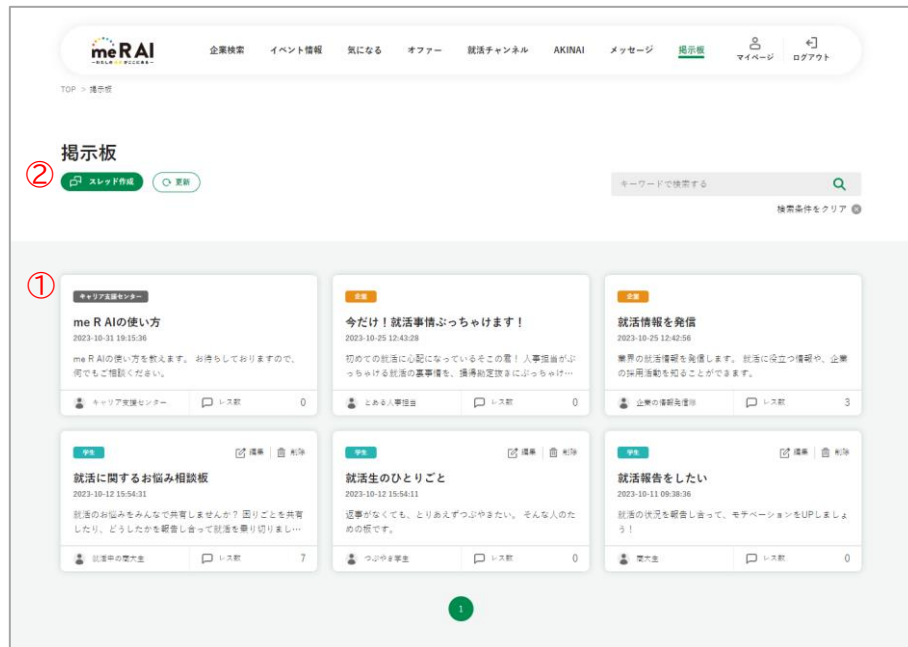 me R AI
企業検索
イベント情報
気になる
オファー
就活チャンネル
AKINAI
メッセージ
掲示板
マイページ
ログアウト
TOP > 掲示板
掲示板
② スレッド作成 更新
キーワードで検索する
検索条件をクリア
①
キャリア支援センター
me R AIの使い方
2023-10-31 19:15:36
me R AIの使い方を教えます。 お待ちしておりますので、
何でもご相談ください。
キャリア支援センター レス数 0
企業
今だけ！就活事情ぶっちゃけます！
2023-10-25 12:43:28
初めての就活に心配になっているそこの君！ 人事担当がぶ
っちゃける就活の裏事情を、損得勘定抜きにぶっちゃけ…
とある人事担当 レス数 0
企業
就活情報を発信
2023-10-25 12:42:56
業界の就活情報を発信します。 就活に役立つ情報や、企業
の採用活動を知ることができます。
企業の情報発信隊 レス数 3
学生 編集 削除
就活に関するお悩み相談板
2023-10-12 15:54:31
就活のお悩みをみんなで共有しませんか？ 困りごとを共有
したり、どうしたかを報告し合って就活を乗り切りまし…
就活中の商大生 レス数 7
学生 編集 削除
就活生のひとりごと
2023-10-12 15:54:11
返事がなくても、とりあえずつぶやきたい。 そんな人のた
めの板です。
つぶやき学生 レス数 0
学生 編集 削除
就活報告をしたい
2023-10-11 09:38:36
就活の状況を報告し合って、モチベーションをUPしましょ
う！
商大生 レス数 0
1